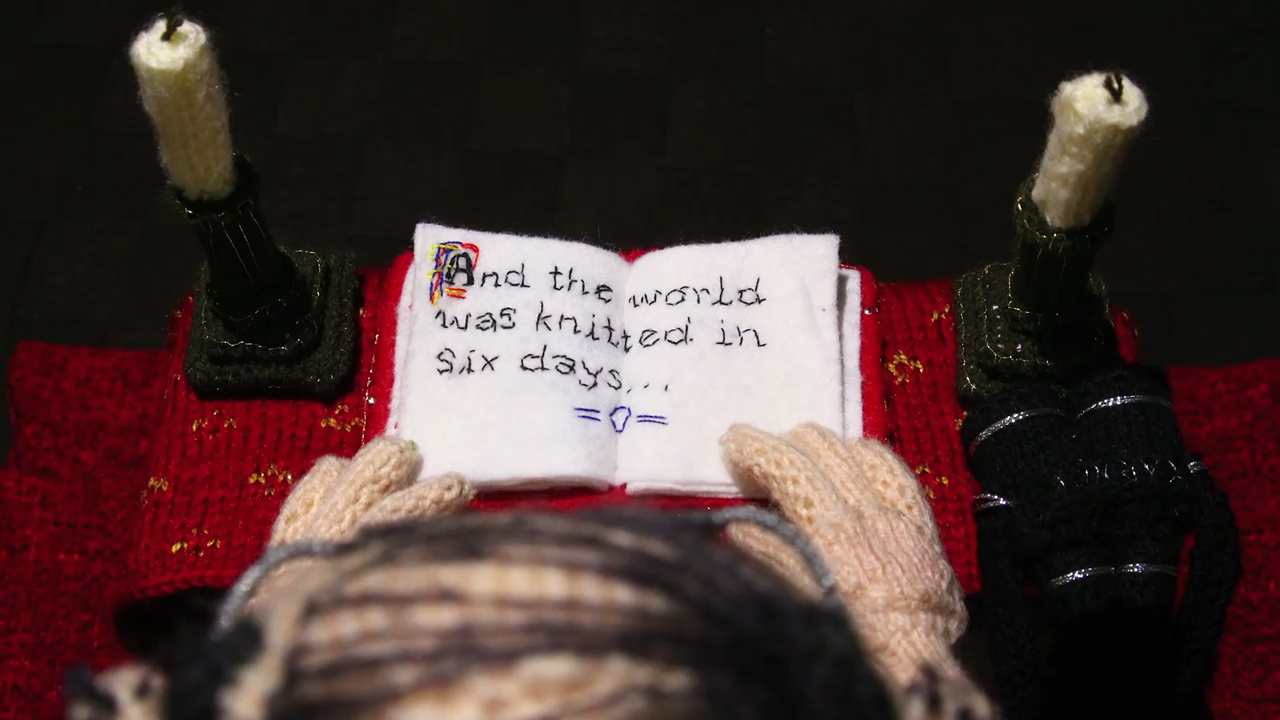 And the world
was knitted in
six days...
=0=